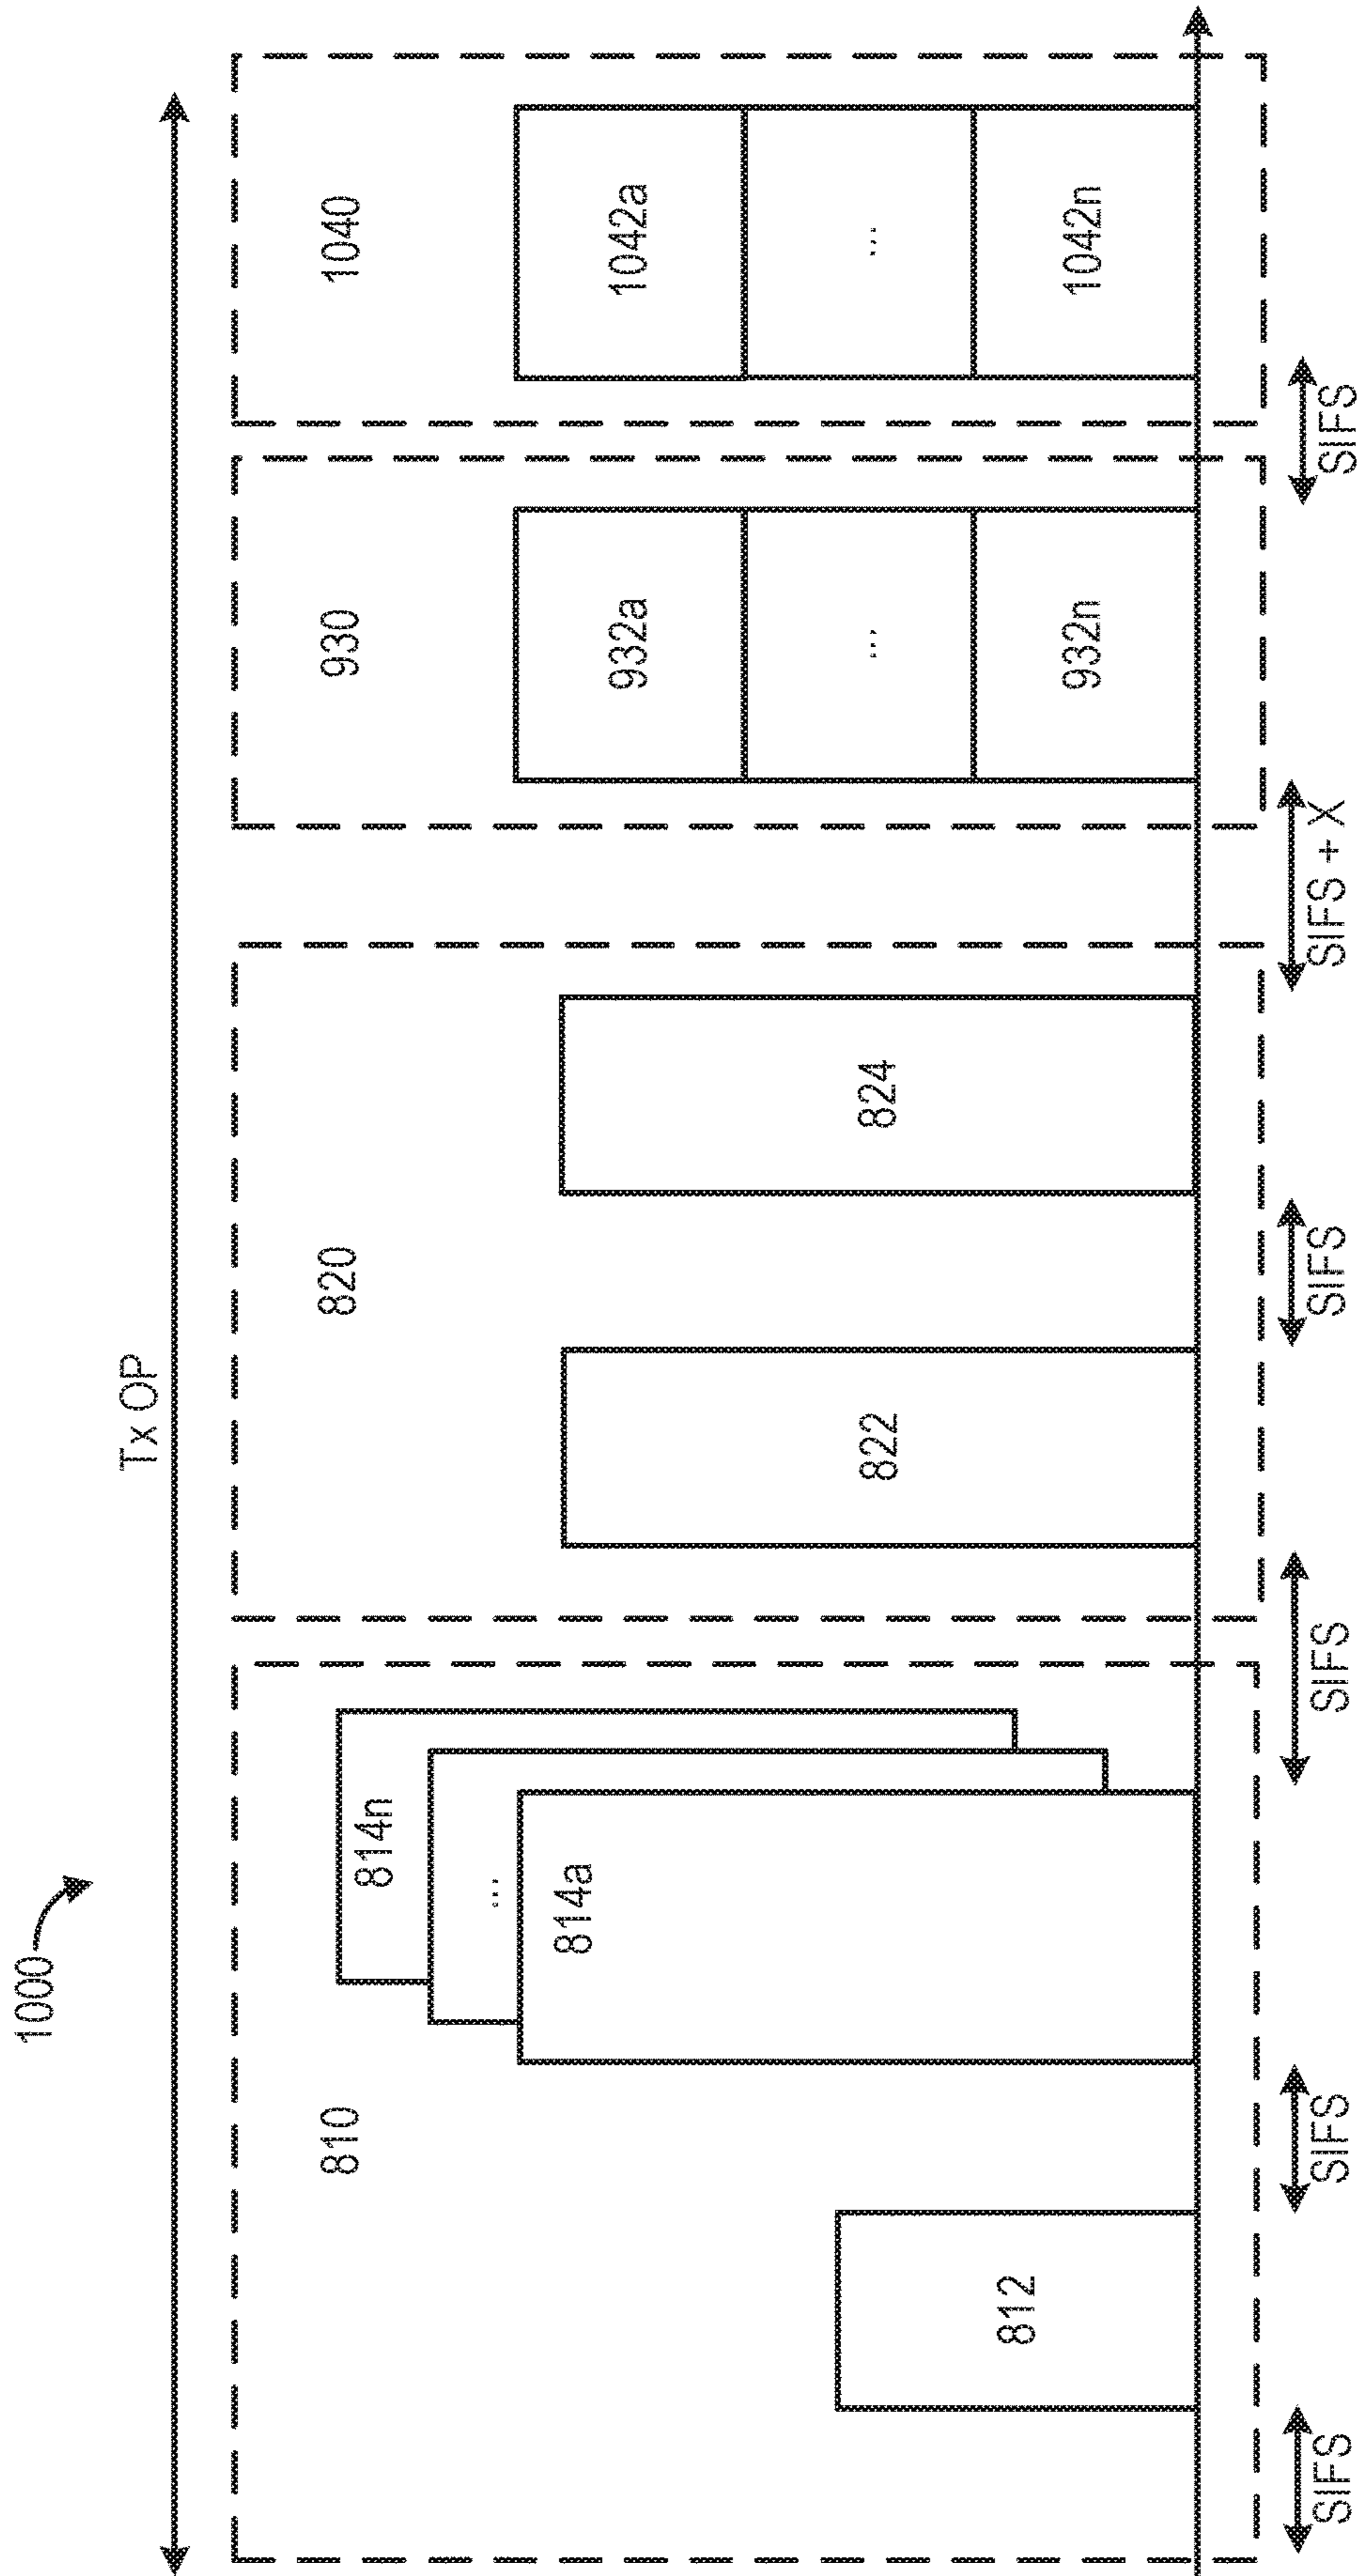 1000
Tx OP
810
820
930
1040
812
814n
...
814a
822
824
932a
...
932n
1042a
...
1042n
SIFS
SIFS
SIFS
SIFS
SIFS + X
SIFS